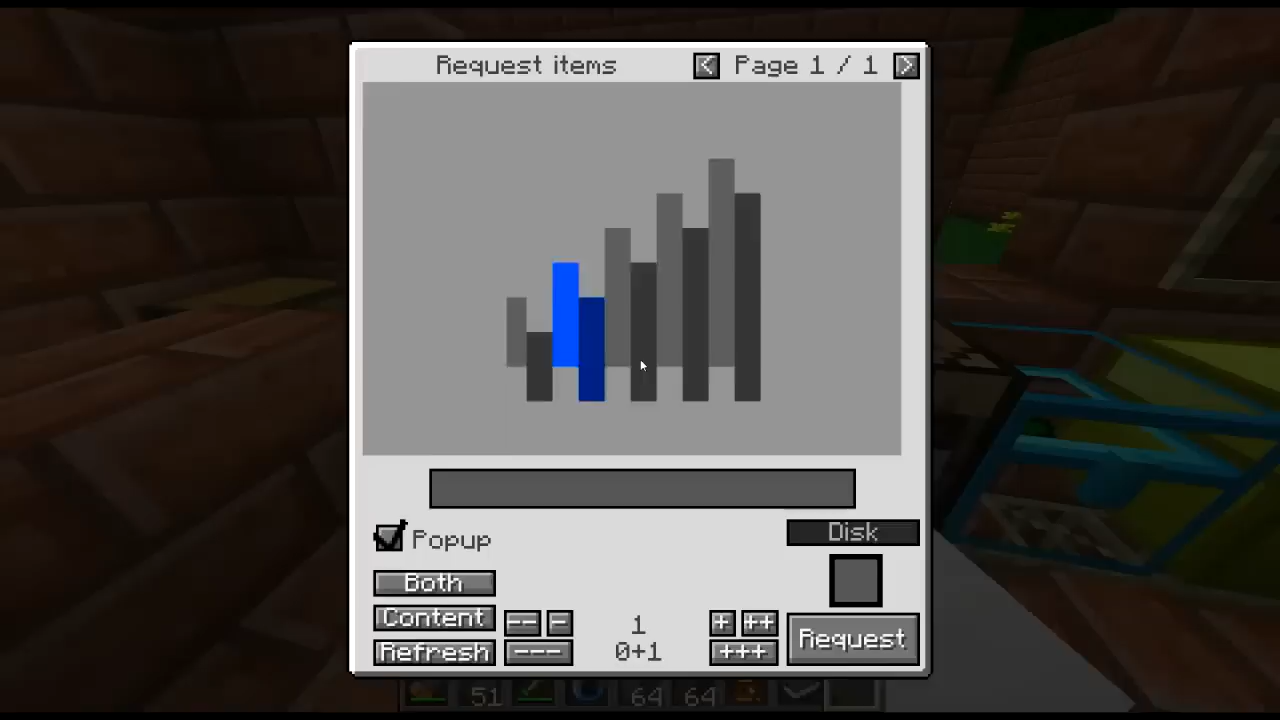 Request items < Page 1 / 1 >
Popup
Disk
Both
Content -- - 1 + ++
Refresh --- 0+1 +++ Request
51 64 64